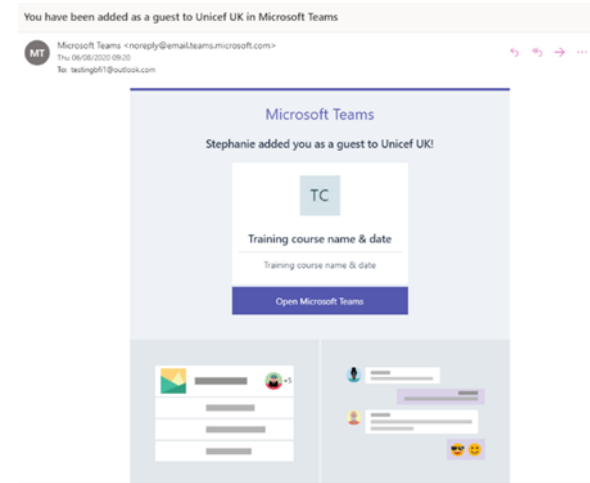 You have been added as a guest to Unicef UK in Microsoft Teams
MT
Microsoft Teams <noreply@email.teams.microsoft.com>
Thu 06/08/2020 09:20
To: testingbfi1@outlook.com
Microsoft Teams
Stephanie added you as a guest to Unicef UK!
TC
Training course name & date
Training course name & date
Open Microsoft Teams
+5